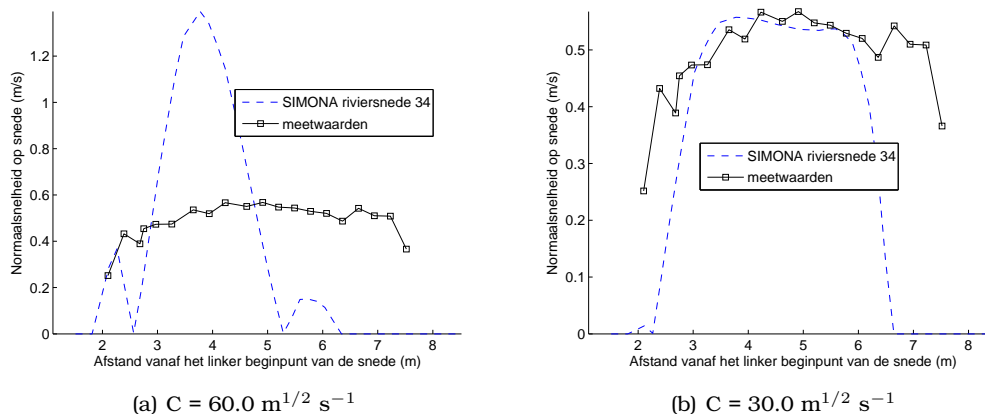 Normaalsnelheid op snede (m/s)
1.2
1
0.8
0.6
0.4
0.2
0
2 3 4 5 6 7 8
SIMONA riviersnede 34
meetwaarden
Afstand vanaf het linker beginpunt van de snede (m)
(a) C = 60.0 m^{1/2} s^{−1}
Normaalsnelheid op snede (m/s)
0.5
0.4
0.3
0.2
0.1
0
2 3 4 5 6 7 8
SIMONA riviersnede 34
meetwaarden
Afstand vanaf het linker beginpunt van de snede (m)
(b) C = 30.0 m^{1/2} s^{−1}